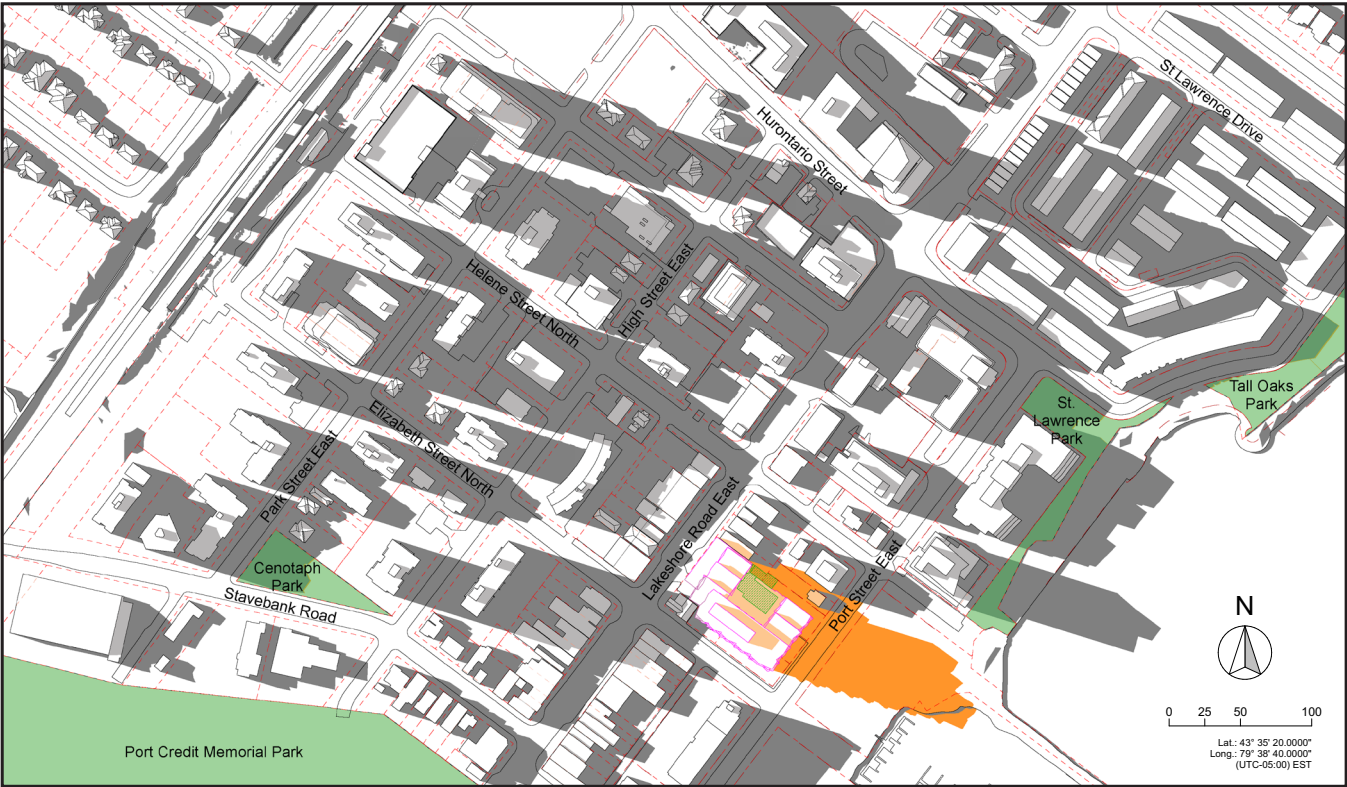 St Lawrence Drive
Hurontario Street
High Street East
Helene Street North
Tall Oaks
Park
St.
Lawrence
Park
Elizabeth Street North
Park Street East
Lakeshore Road East
Port Street East
Cenotaph
Park
Stavebank Road
N
0 25 50 100
Lat.: 43° 35' 20.0000"
Long.: 79° 38' 40.0000"
(UTC-05:00) EST
Port Credit Memorial Park